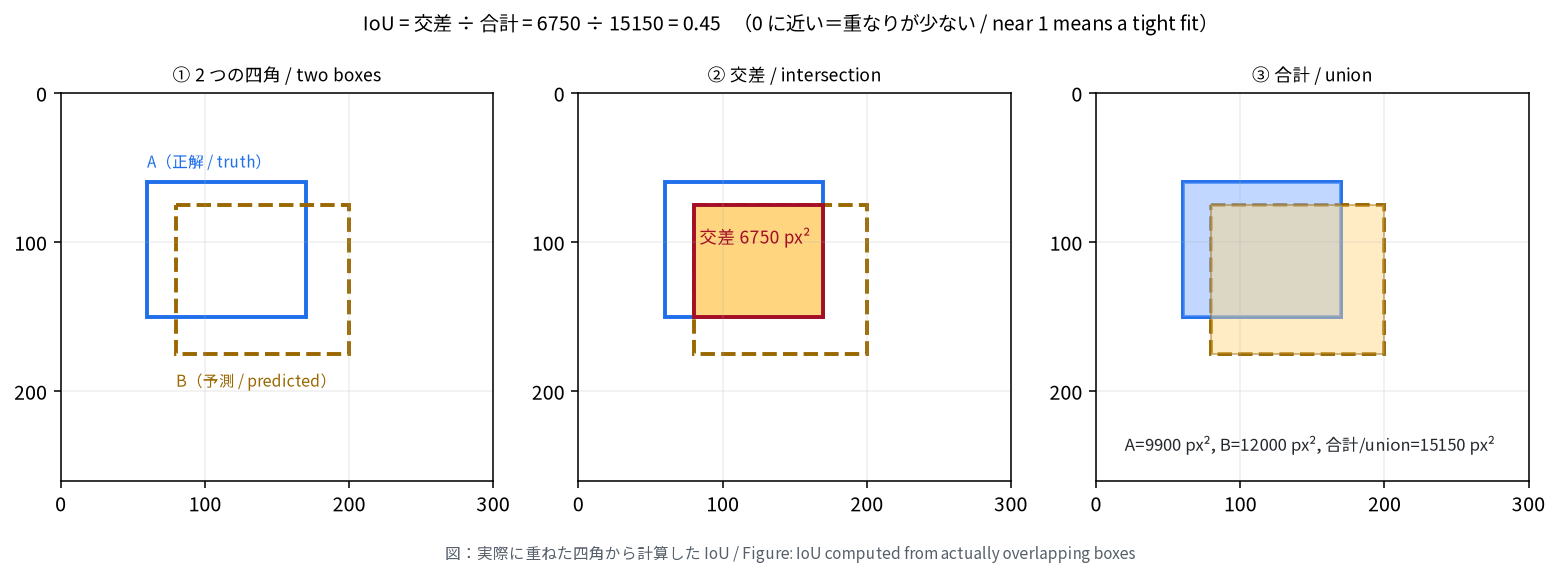 IoU = 交差 ÷ 合計 = 6750 ÷ 15150 = 0.45 （0 に近い＝重なりが少ない / near 1 means a tight fit）
① 2 つの四角 / two boxes
0
100
200
A（正解 / truth）
B（予測 / predicted）
0
100
200
300
② 交差 / intersection
0
100
200
交差 6750 px²
0
100
200
300
③ 合計 / union
0
100
200
A=9900 px², B=12000 px², 合計/union=15150 px²
0
100
200
300
図：実際に重ねた四角から計算した IoU / Figure: IoU computed from actually overlapping boxes